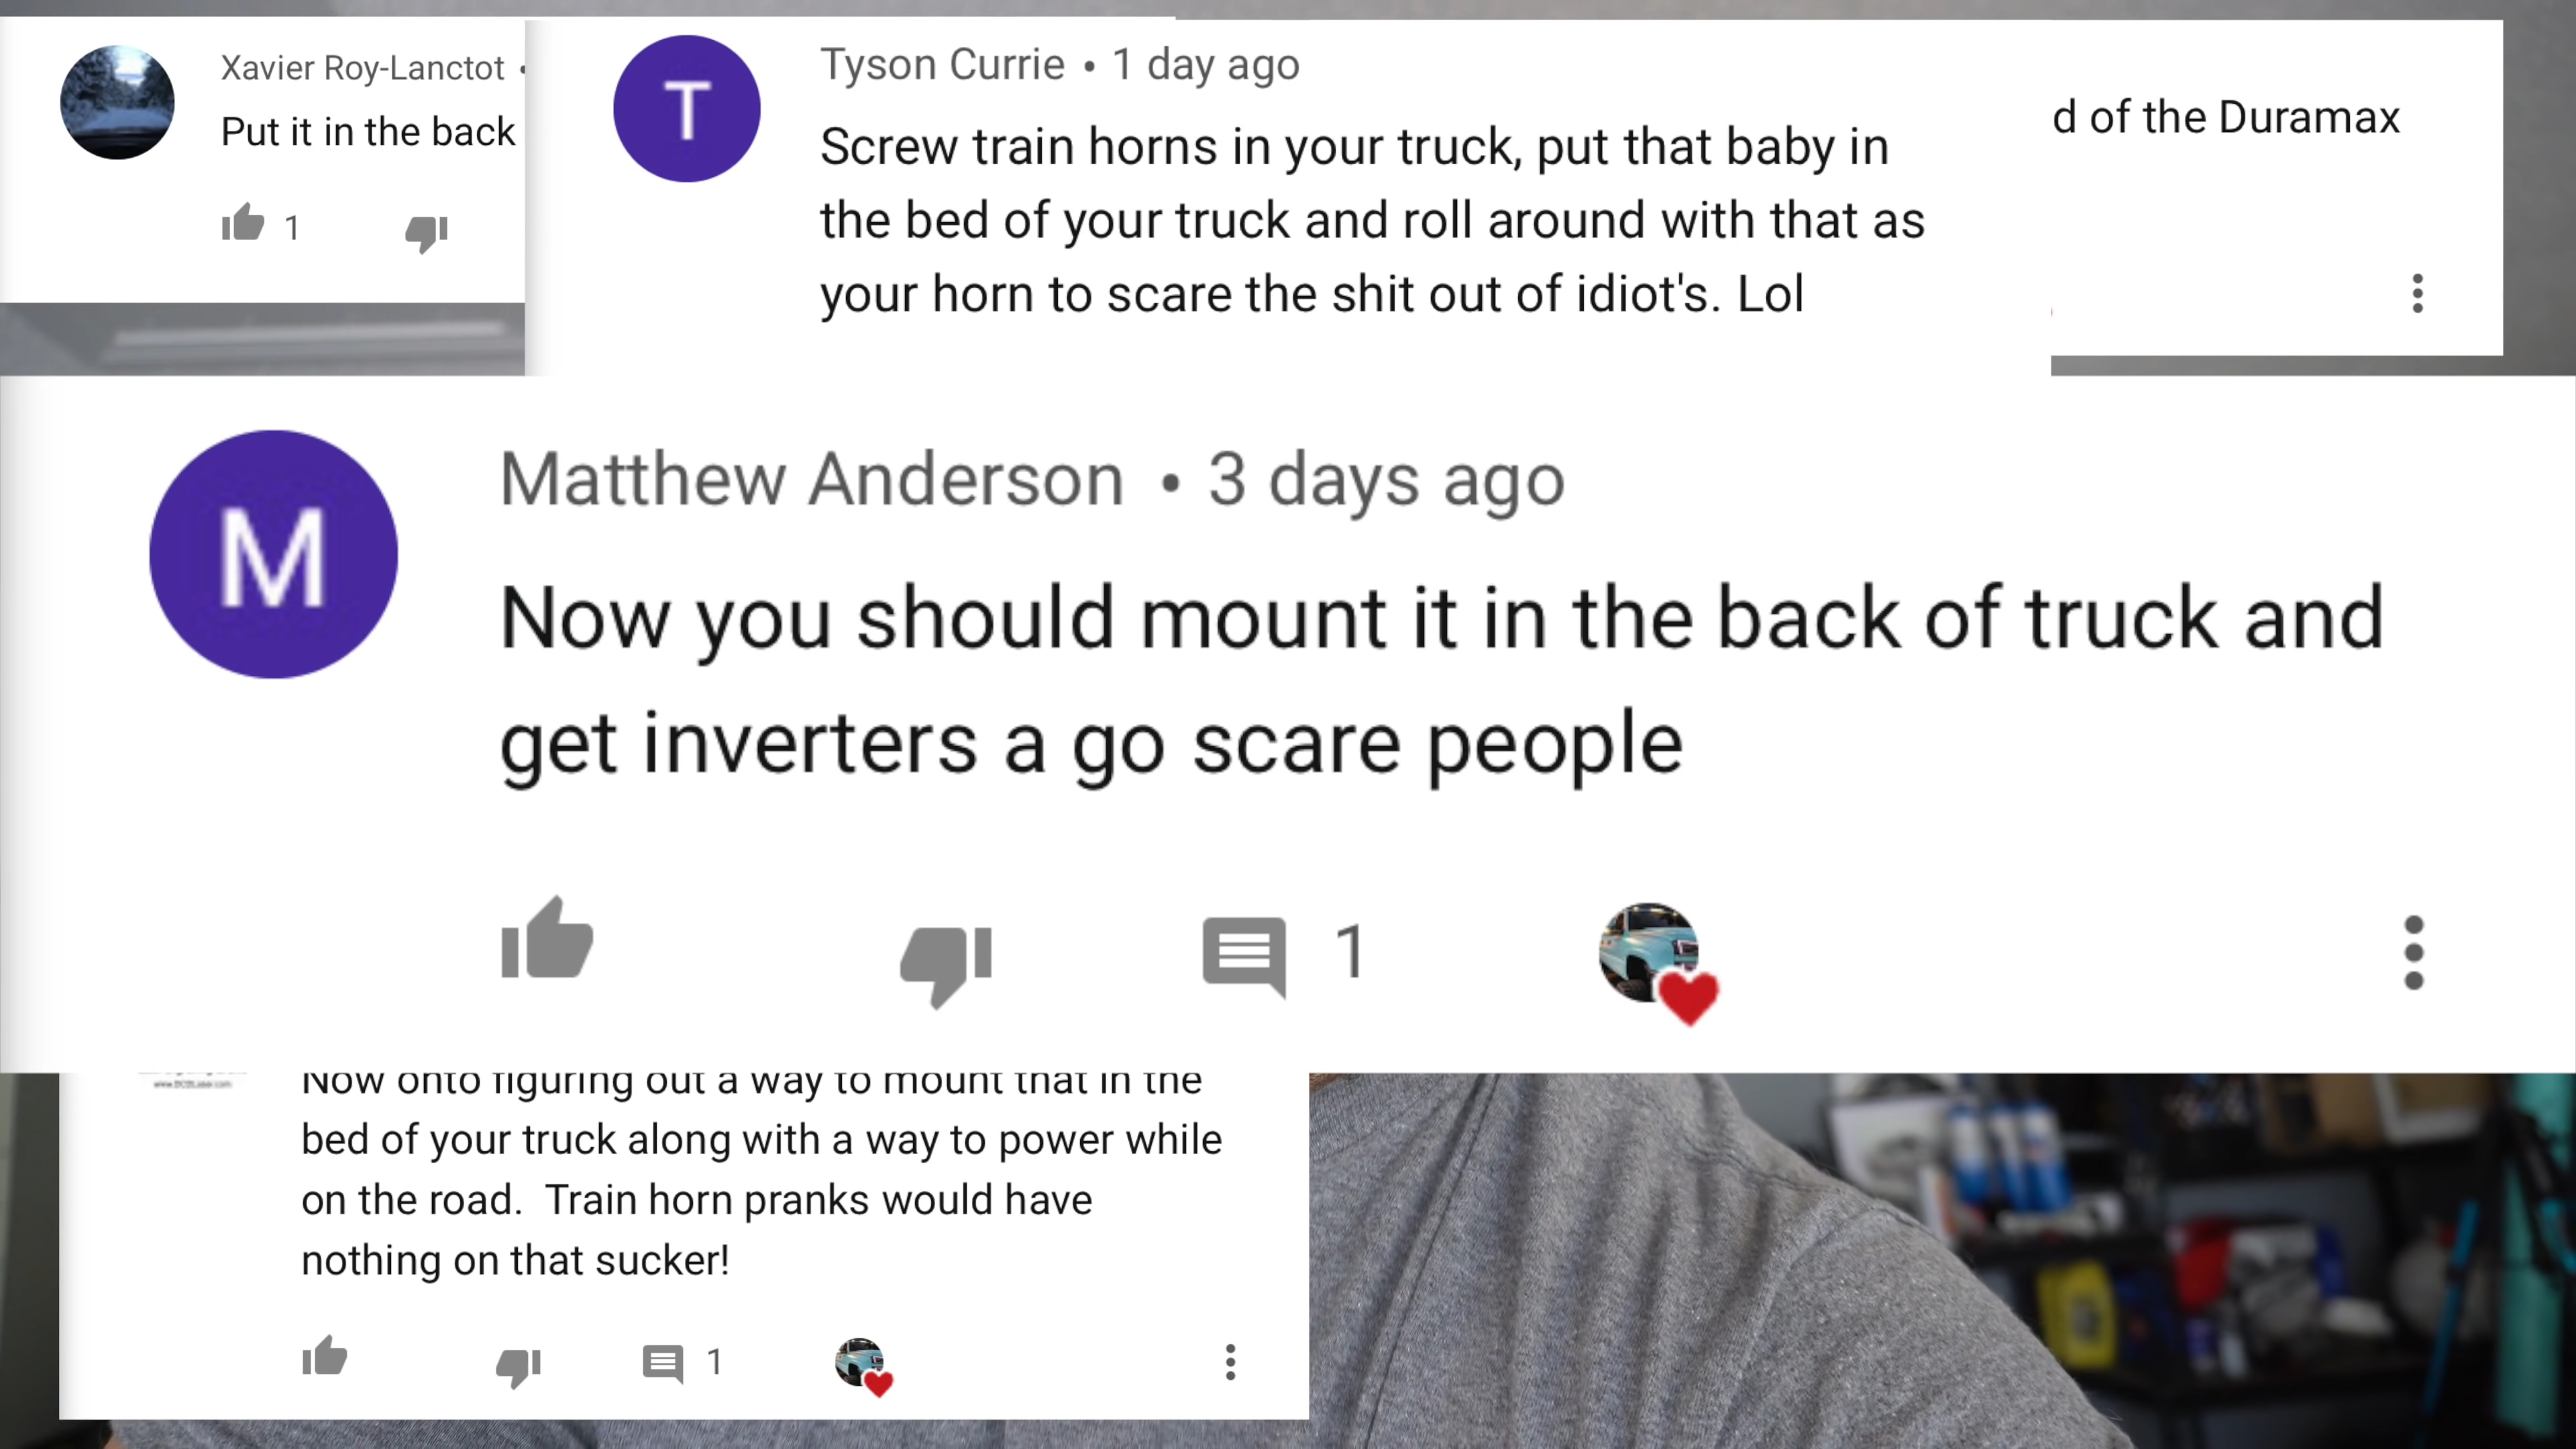 Xavier Roy-Lanctot •
Put it in the back
1
T
Tyson Currie • 1 day ago
Screw train horns in your truck, put that baby in
the bed of your truck and roll around with that as
your horn to scare the shit out of idiot's. Lol
d of the Duramax
M
Matthew Anderson • 3 days ago
Now you should mount it in the back of truck and
get inverters a go scare people
1
Now onto figuring out a way to mount that in the
bed of your truck along with a way to power while
on the road. Train horn pranks would have
nothing on that sucker!
1